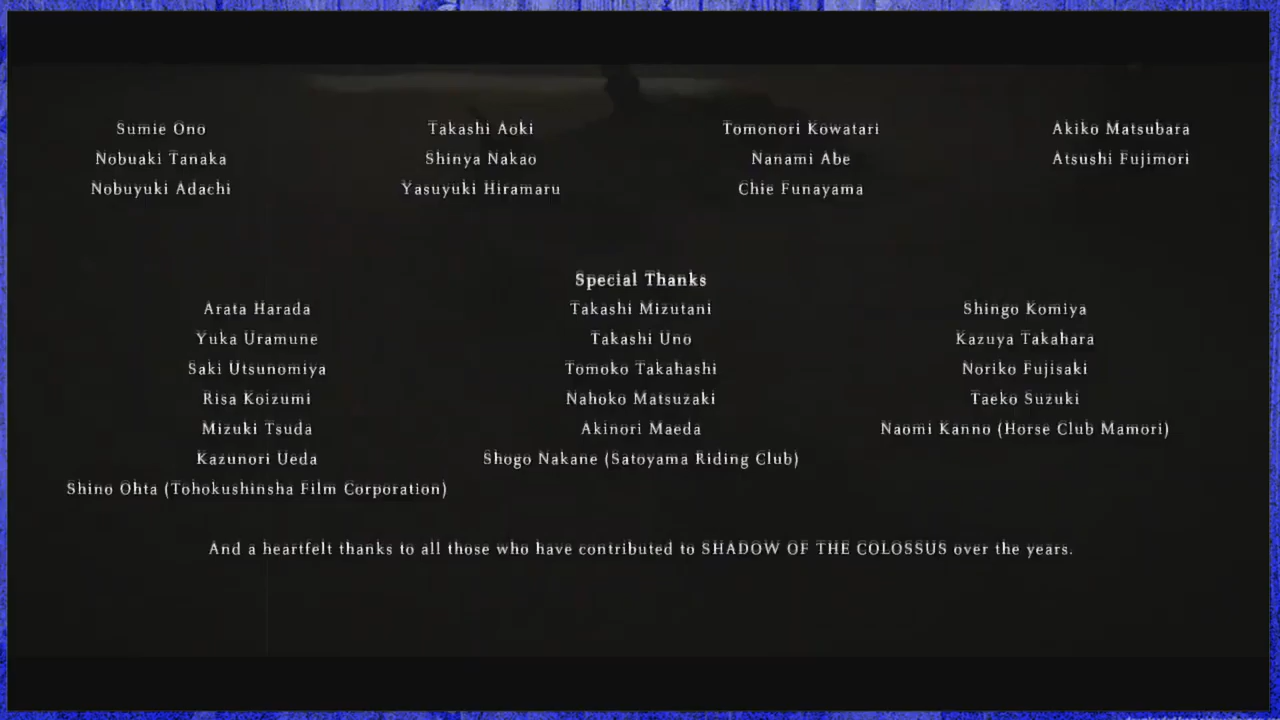 Sumie Ono Takashi Aoki Tomonori Kowatari Akiko Matsubara
Nobuaki Tanaka Shinya Nakao Nanami Abe Atsushi Fujimori
Nobuyuki Adachi Yasuyuki Hiramaru Chie Funayama
Special Thanks
Arata Harada Takashi Mizutani Shingo Komiya
Yuka Uramune Takashi Uno Kazuya Takahara
Saki Utsunomiya Tomoko Takahashi Noriko Fujisaki
Risa Koizumi Nahoko Matsuzaki Taeko Suzuki
Mizuki Tsuda Akinori Maeda Naomi Kanno (Horse Club Mamori)
Kazunori Ueda Shogo Nakane (Satoyama Riding Club)
Shino Ohta (Tohokushinsha Film Corporation)
And a heartfelt thanks to all those who have contributed to SHADOW OF THE COLOSSUS over the years.